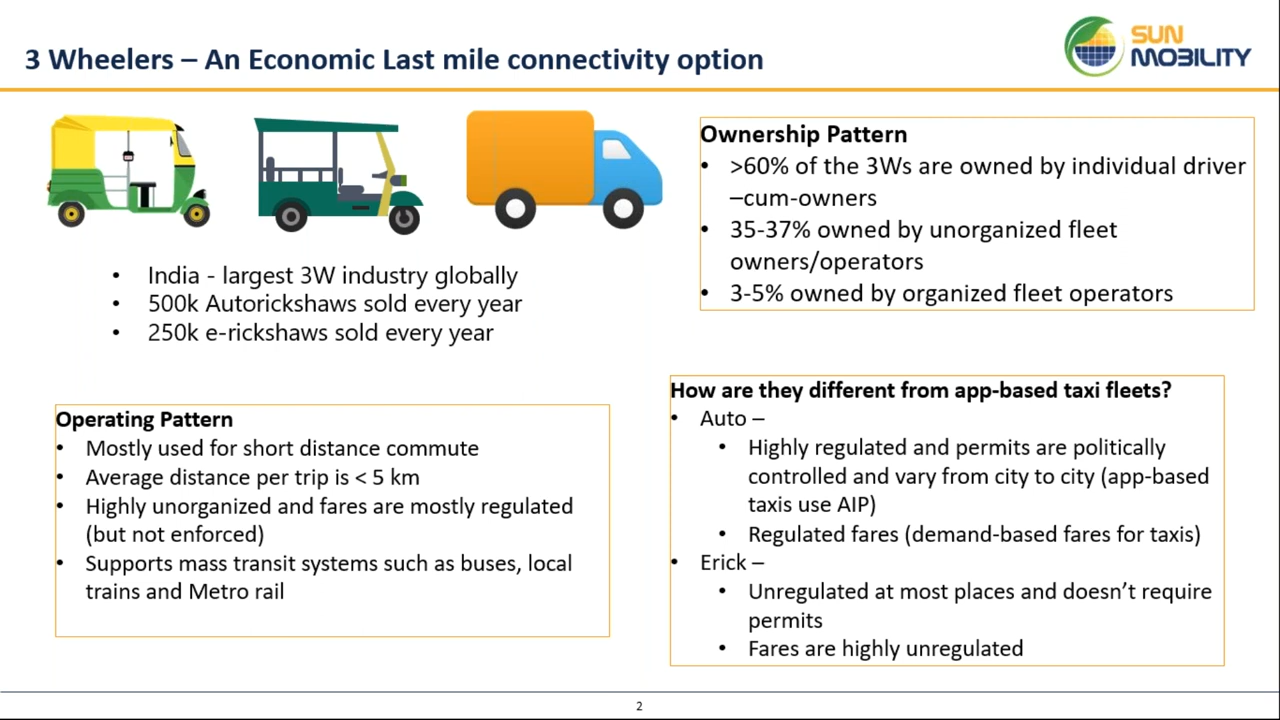 3 Wheelers – An Economic Last mile connectivity option
SUN
MOBILITY
• India - largest 3W industry globally
• 500k Autorickshaws sold every year
• 250k e-rickshaws sold every year
Ownership Pattern
• >60% of the 3Ws are owned by individual driver
–cum-owners
• 35-37% owned by unorganized fleet
owners/operators
• 3-5% owned by organized fleet operators
Operating Pattern
• Mostly used for short distance commute
• Average distance per trip is < 5 km
• Highly unorganized and fares are mostly regulated
(but not enforced)
• Supports mass transit systems such as buses, local
trains and Metro rail
How are they different from app-based taxi fleets?
• Auto –
• Highly regulated and permits are politically
controlled and vary from city to city (app-based
taxis use AIP)
• Regulated fares (demand-based fares for taxis)
• Erick –
• Unregulated at most places and doesn’t require
permits
• Fares are highly unregulated
2